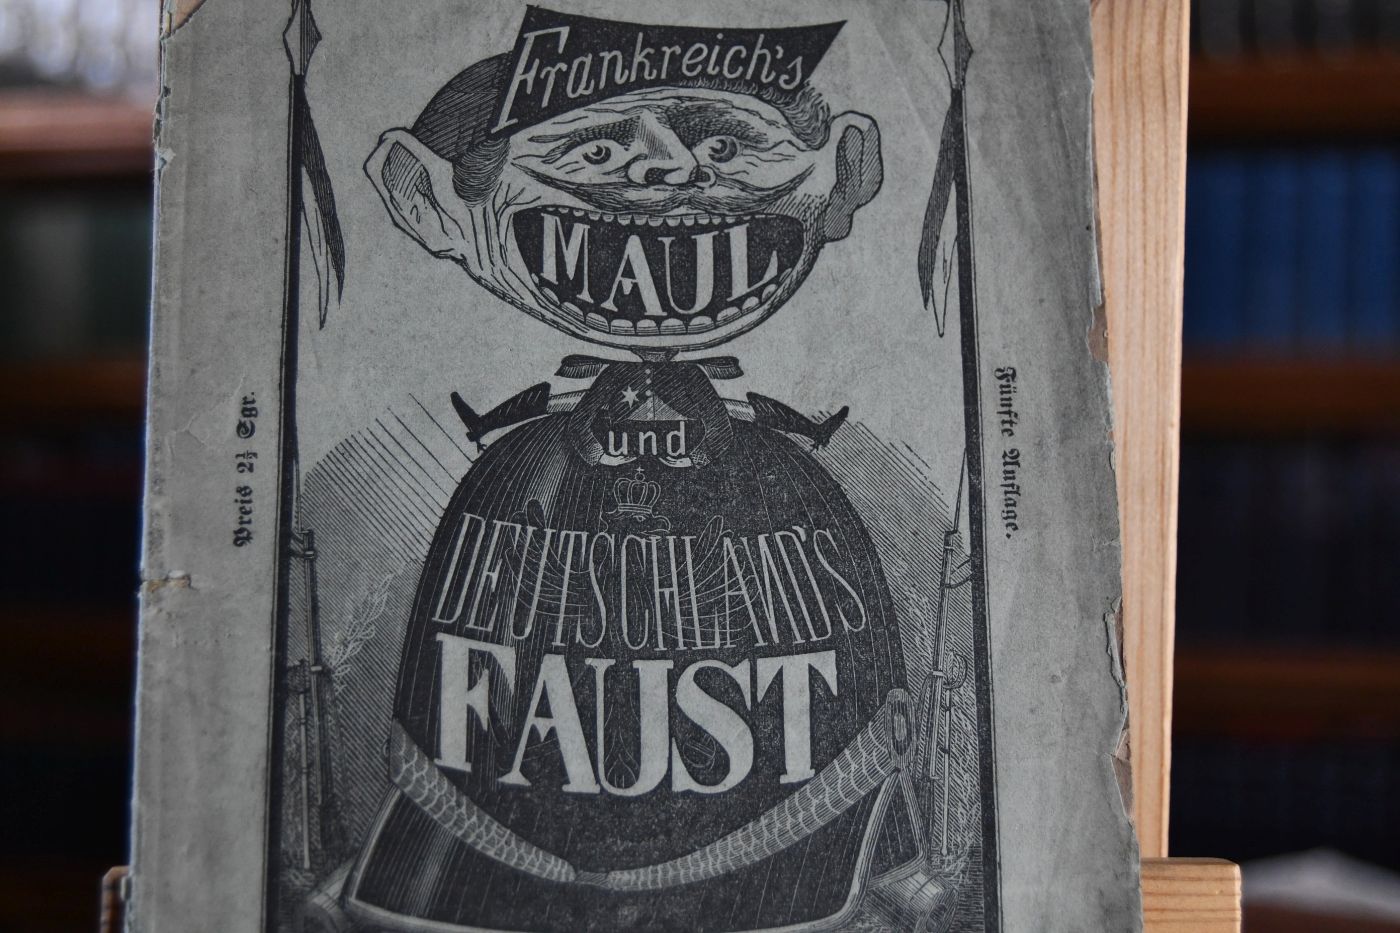 Frankreich's
MAUL
und
DEUTSCHLAND'S
FAUST
Preis 2½ Sgr.
Fünfte Auflage.